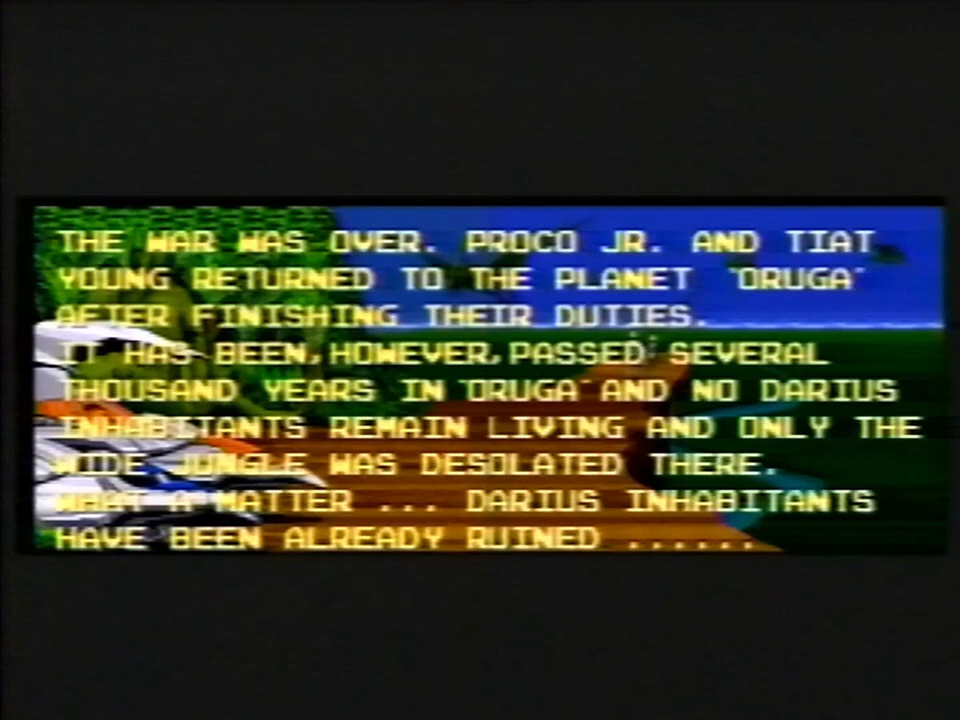 THE WAR WAS OVER. PROCO JR. AND TIAT
YOUNG RETURNED TO THE PLANET "ORUGA"
AFTER FINISHING THEIR DUTIES.
IT HAS BEEN,HOWEVER,PASSED SEVERAL
THOUSAND YEARS IN "ORUGA" AND NO DARIUS
INHABITANTS REMAIN LIVING AND ONLY THE
WIDE JUNGLE WAS DESOLATED THERE.
WHAT A MATTER ... DARIUS INHABITANTS
HAVE BEEN ALREADY RUINED ......